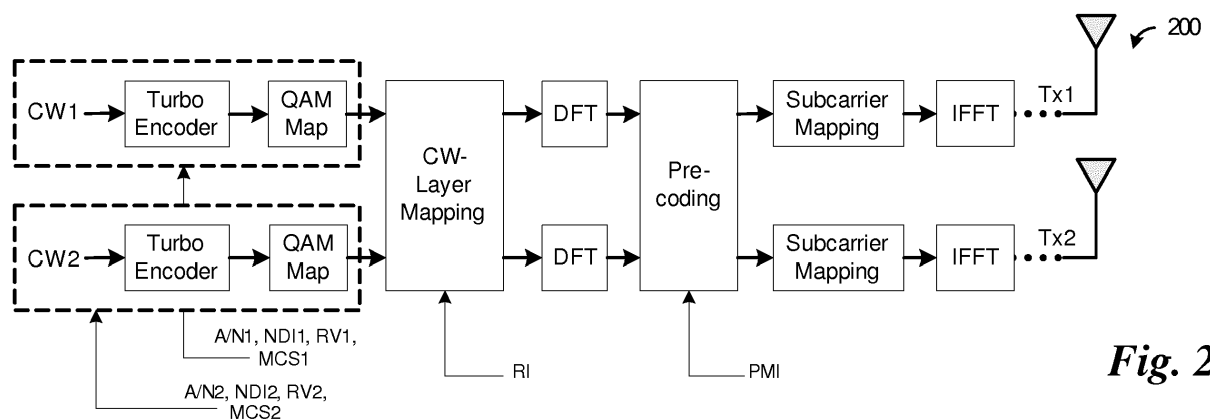 200
CW1
Turbo
Encoder
QAM
Map
CW-
Layer
Mapping
DFT
Pre-
coding
Subcarrier
Mapping
IFFT
Tx1
CW2
Turbo
Encoder
QAM
Map
DFT
Subcarrier
Mapping
IFFT
Tx2
A/N1, NDI1, RV1,
MCS1
A/N2, NDI2, RV2,
MCS2
RI
PMI
Fig. 2